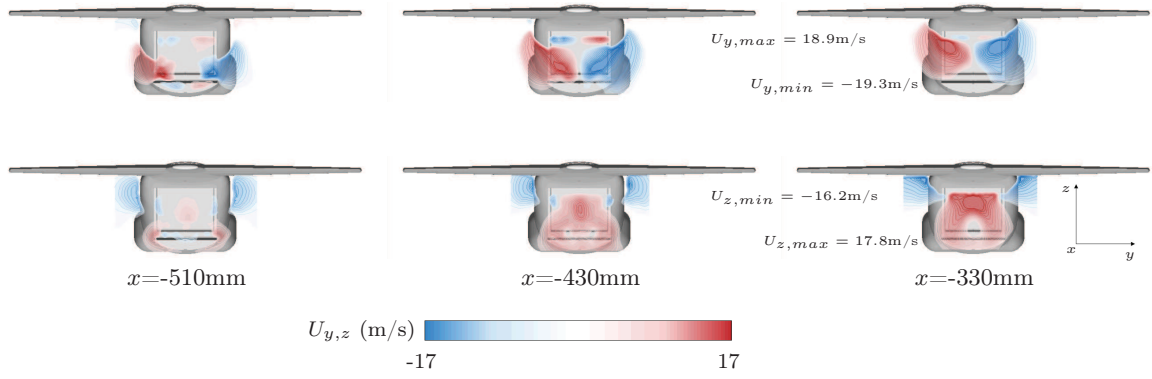 U_{y,max} = 18.9m/s
U_{y,min} = −19.3m/s
U_{z,min} = −16.2m/s
U_{z,max} = 17.8m/s
z
x
y
x=-510mm
x=-430mm
x=-330mm
U_{y,z} (m/s)
-17
17